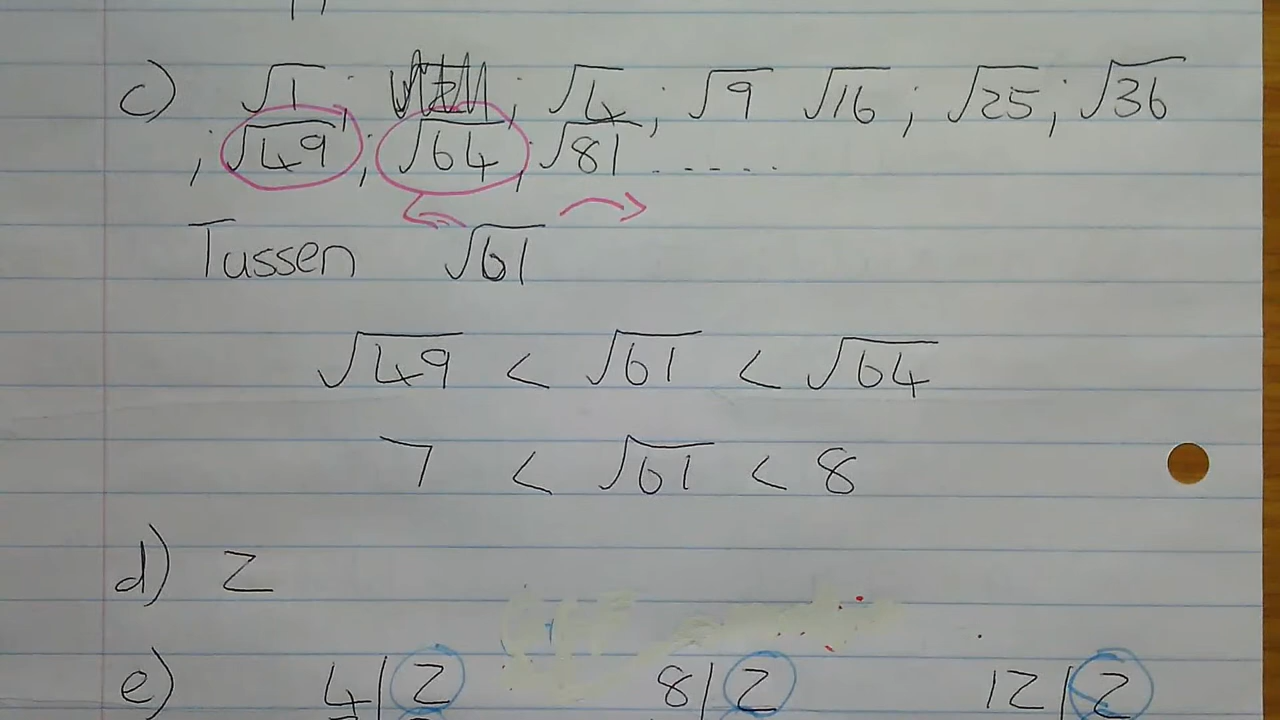 c) √1 ; √4 ; √9 √16 ; √25 ; √36
; √49 ; √64 ; √81 .....
Tussen √61
√49 < √61 < √64
7 < √61 < 8
d) 2
e) 4|2 8|2 12|2